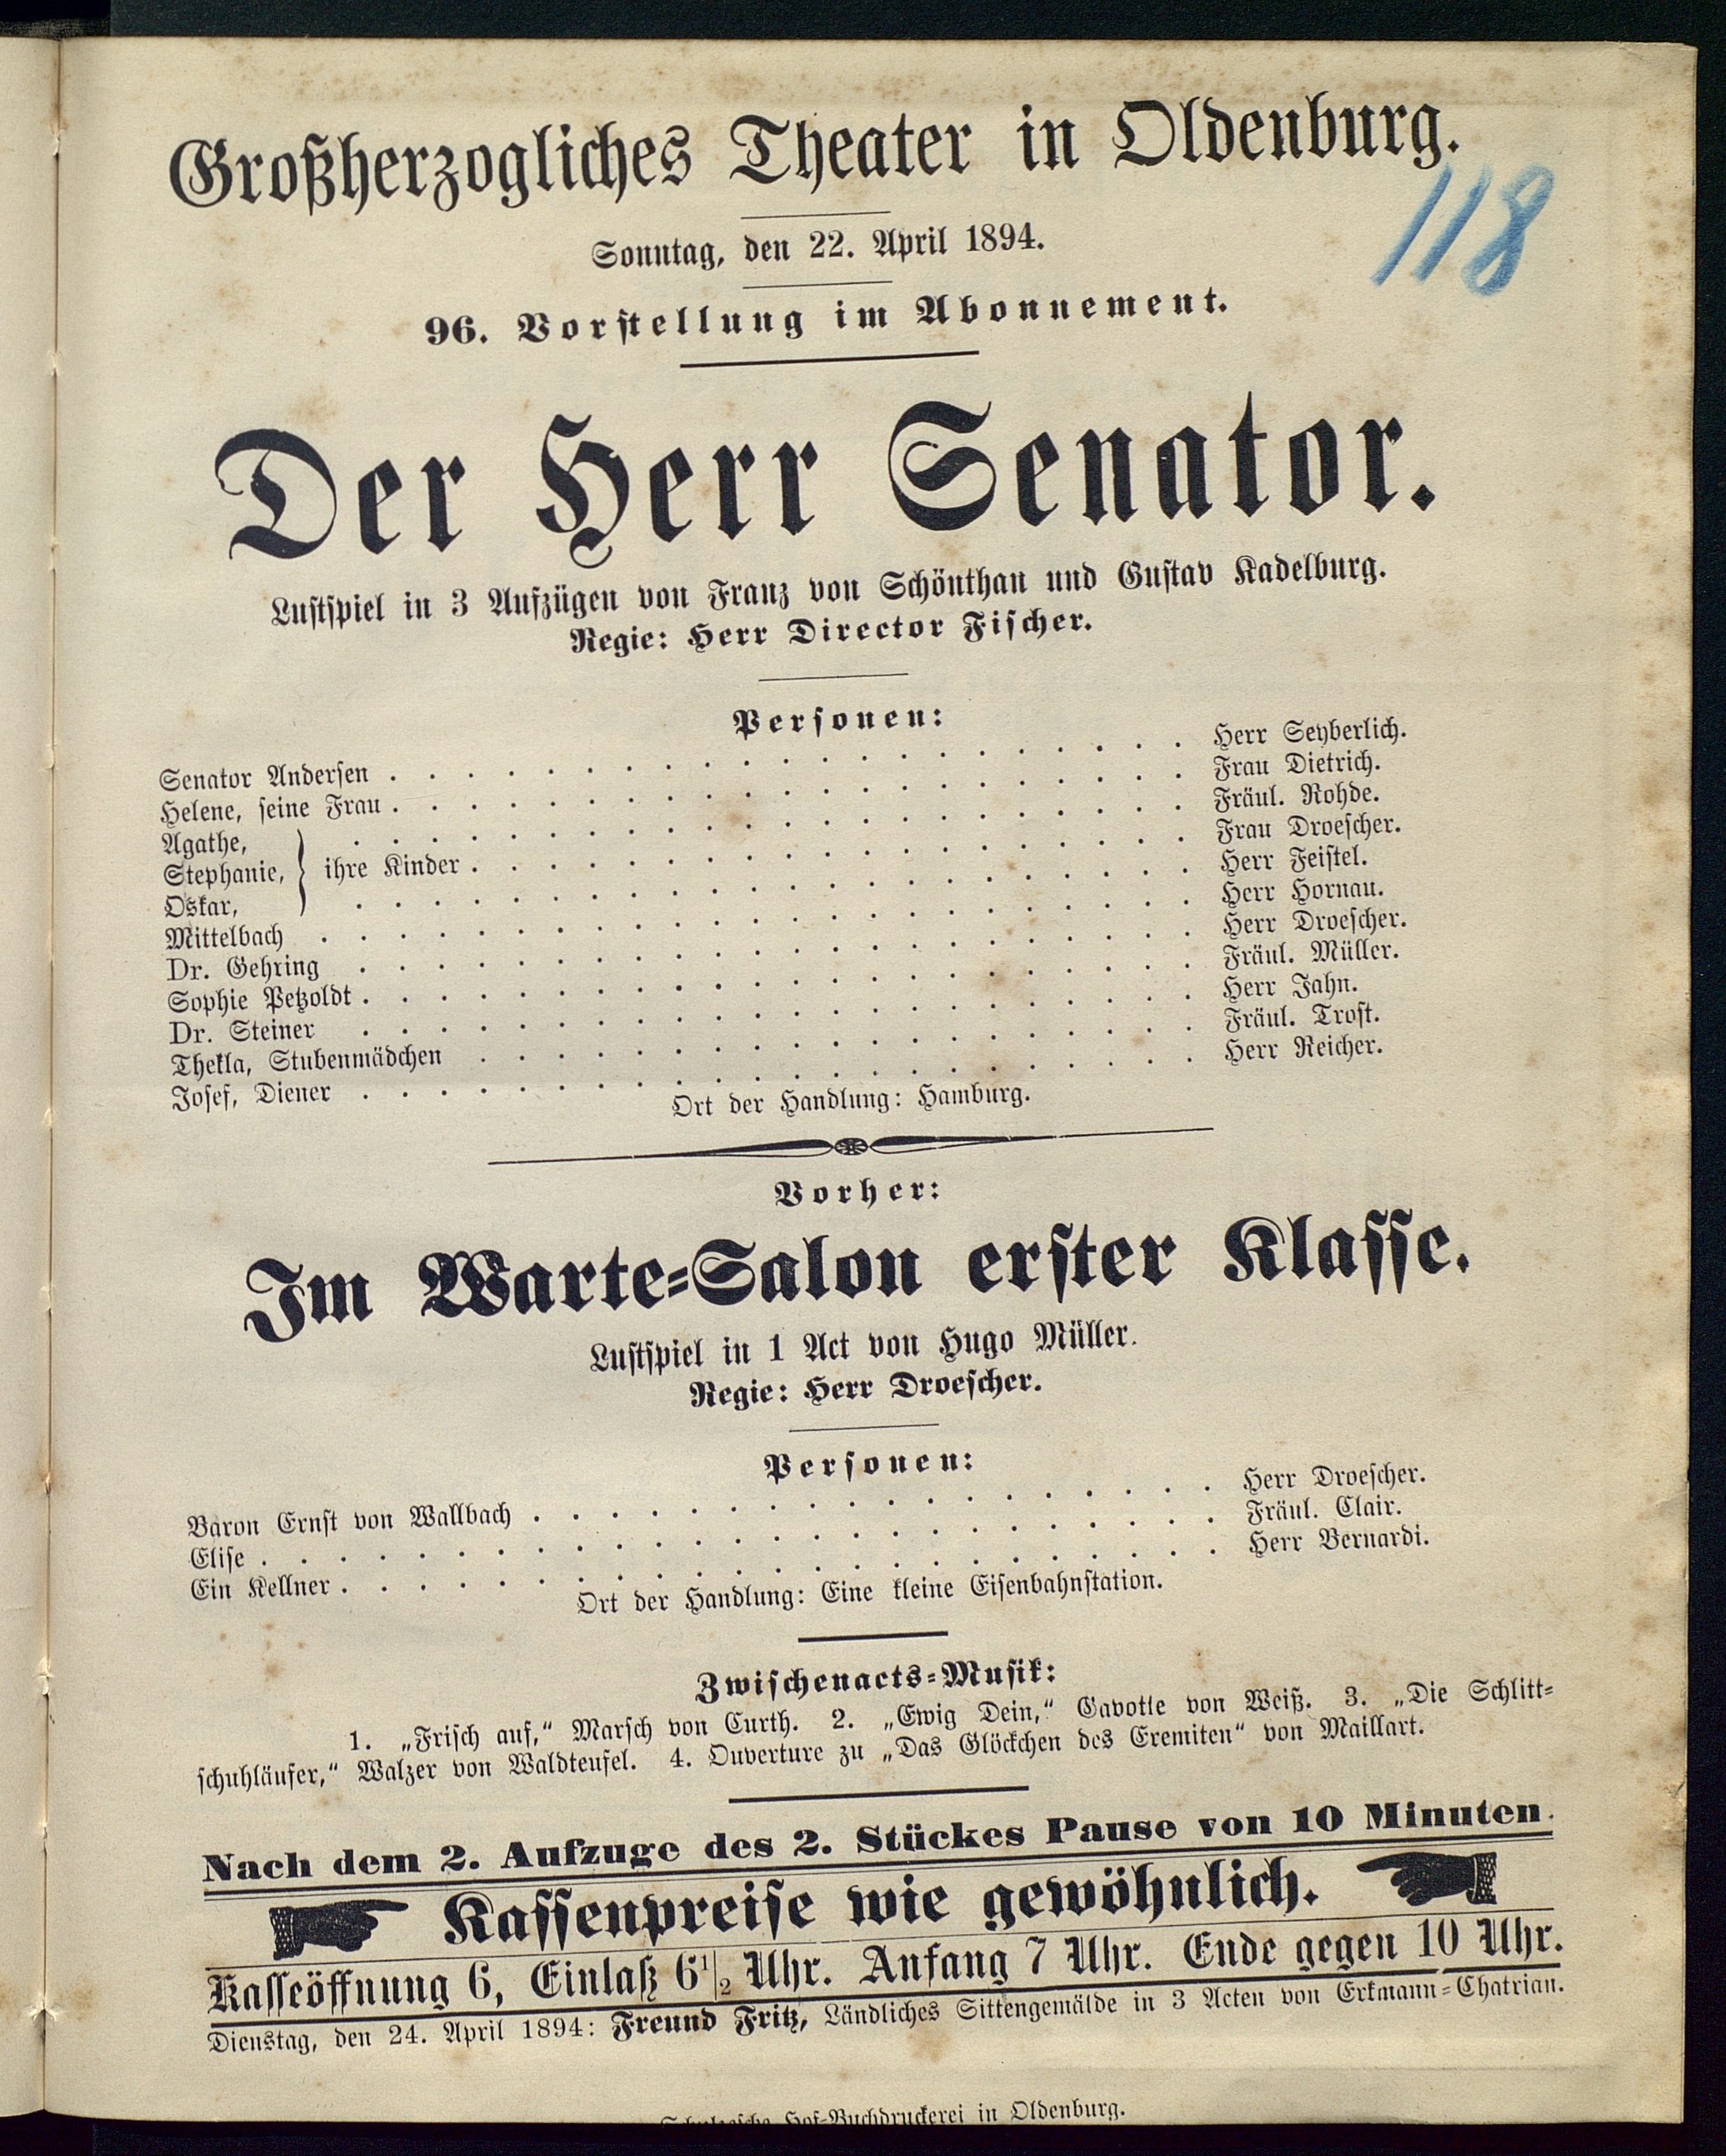 Großherzogliches Theater in Oldenburg.
118
Sonntag, den 22. April 1894.
96. Vorstellung im Abonnement.
Der Herr Senator.
Lustspiel in 3 Aufzügen von Franz von Schönthan und Gustav Kadelburg.
Regie: Herr Director Fischer.
Personen:
Senator Andersen . . . . . Herr Seyberlich.
Helene, seine Frau . . . . . Frau Dietrich.
Agathe, . . . . . Fräul. Rohde.
Stephanie, } ihre Kinder . . . . . Frau Droescher.
Oskar, . . . . . Herr Feistel.
Mittelbach . . . . . Herr Hornau.
Dr. Gehring . . . . . Herr Droescher.
Sophie Petzoldt . . . . . Fräul. Müller.
Dr. Steiner . . . . . Herr Jahn.
Thekla, Stubenmädchen . . . . . Fräul. Trost.
Josef, Diener . . . . . Herr Reicher.
Ort der Handlung: Hamburg.
Vorher:
Im Warte-Salon erster Klasse.
Lustspiel in 1 Act von Hugo Müller.
Regie: Herr Droescher.
Personen:
Baron Ernst von Wallbach . . . . . Herr Droescher.
Elise . . . . . Fräul. Clair.
Ein Kellner . . . . . Herr Bernardi.
Ort der Handlung: Eine kleine Eisenbahnstation.
Zwischenacts-Musik:
1. „Frisch auf,“ Marsch von Curth. 2. „Ewig Dein,“ Gavotte von Weiß. 3. „Die Schlitt-
schuhläufer,“ Walzer von Waldteufel. 4. Ouverture zu „Das Glöckchen des Eremiten“ von Maillart.
Nach dem 2. Aufzuge des 2. Stückes Pause von 10 Minuten.
Kassenpreise wie gewöhnlich.
Kasseöffnung 6, Einlaß 6 1/2 Uhr. Anfang 7 Uhr. Ende gegen 10 Uhr.
Dienstag, den 24. April 1894: Freund Fritz, Ländliches Sittengemälde in 3 Acten von Erkmann-Chatrian.
Hof-Buchdruckerei in Oldenburg.